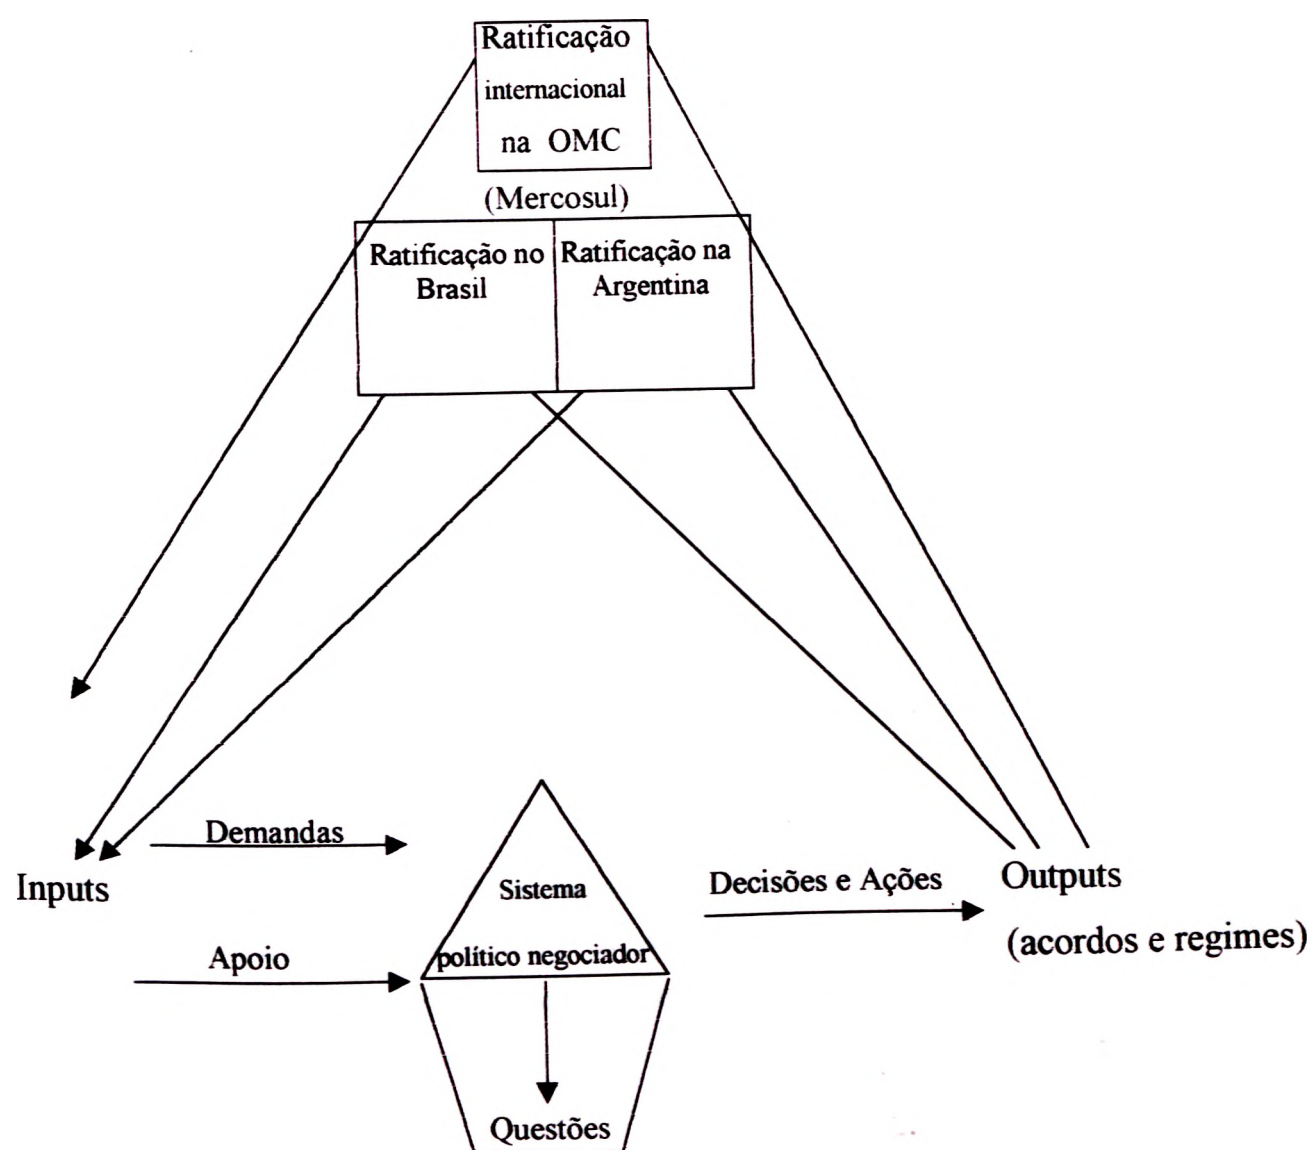 Ratificação
internacional
na OMC
(Mercosul)
Ratificação no
Brasil
Ratificação na
Argentina
Demandas
Inputs
Apoio
Sistema
político negociador
Decisões e Ações
Outputs
(acordos e regimes)
Questões